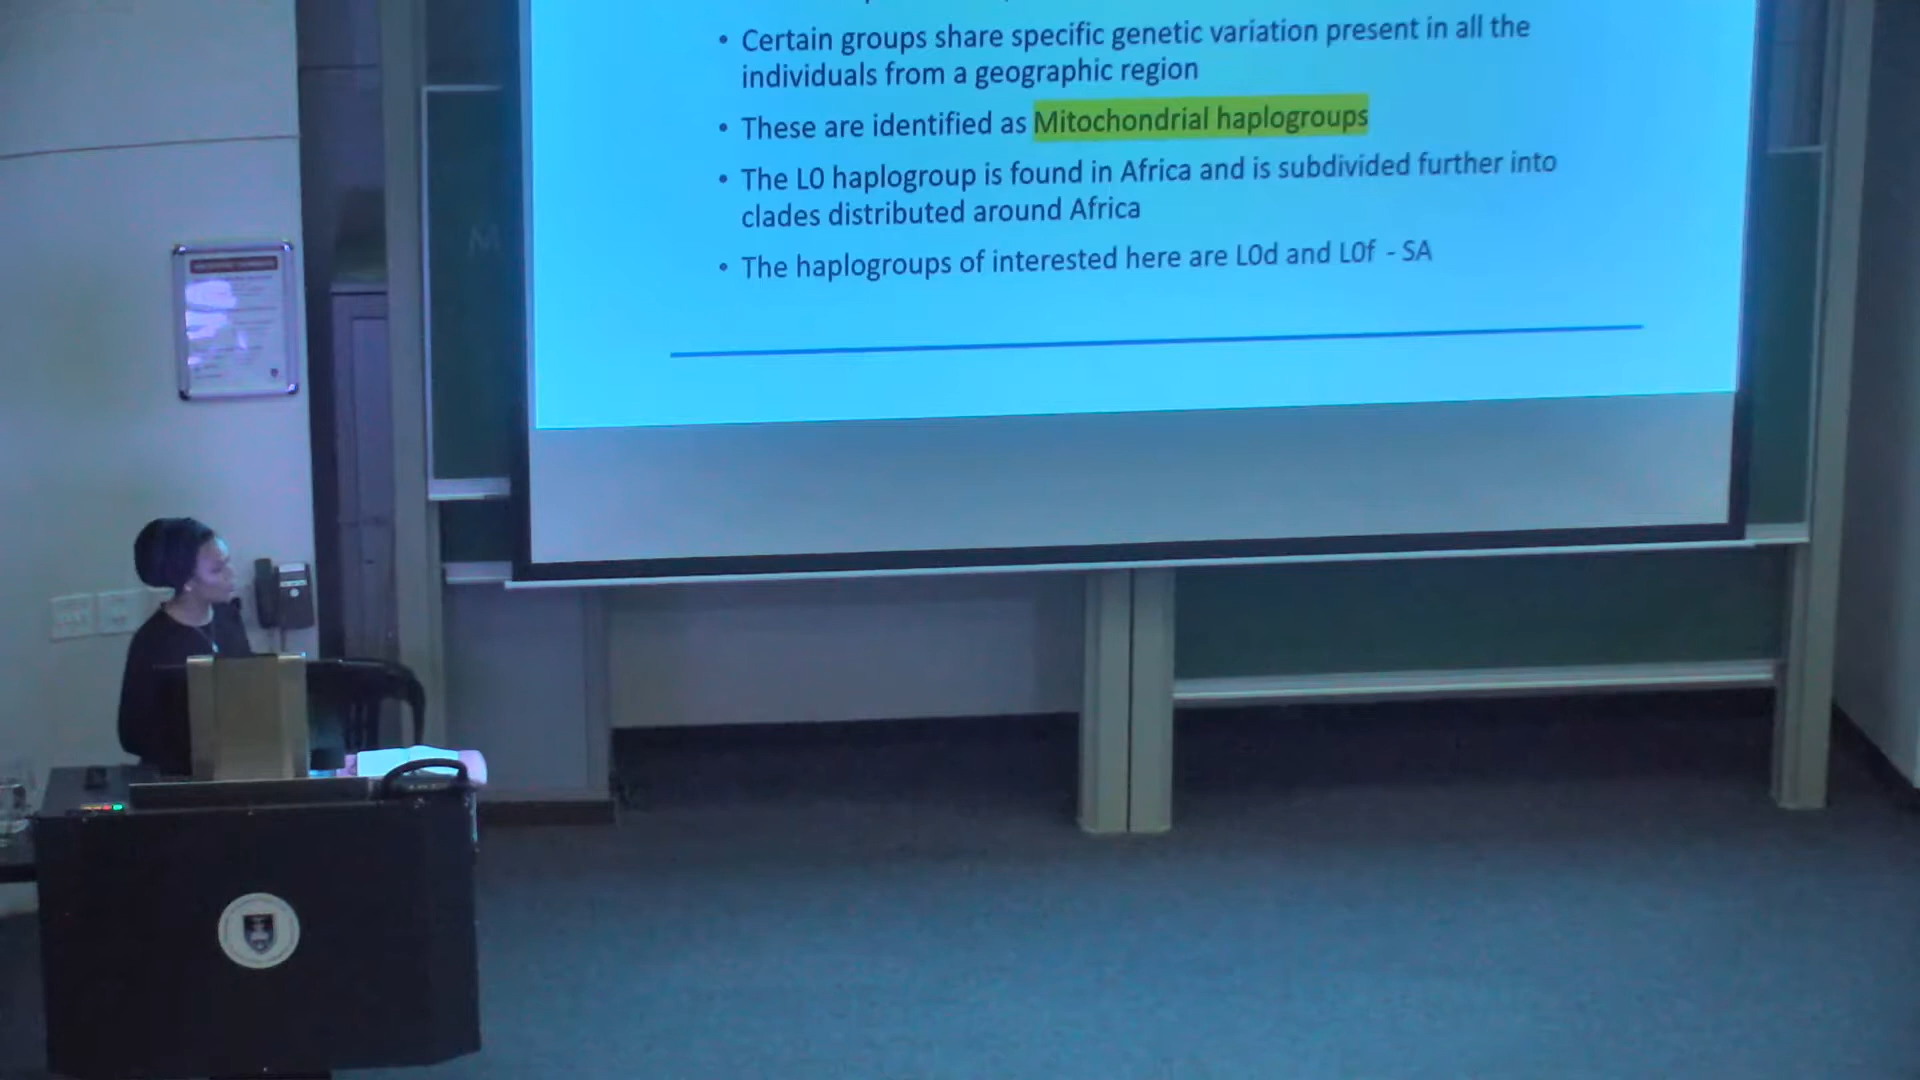 • Certain groups share specific genetic variation present in all the
individuals from a geographic region
• These are identified as Mitochondrial haplogroups
• The L0 haplogroup is found in Africa and is subdivided further into
clades distributed around Africa
• The haplogroups of interested here are L0d and L0f - SA
M